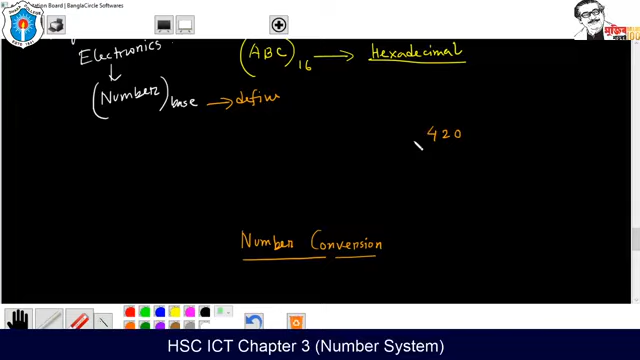 tation Board | BanglaCircle Softwares
Electronics
(ABC)16 → Hexadecimal
↓
(Number)base → define
420
Number Conversion
HSC ICT Chapter 3 (Number System)